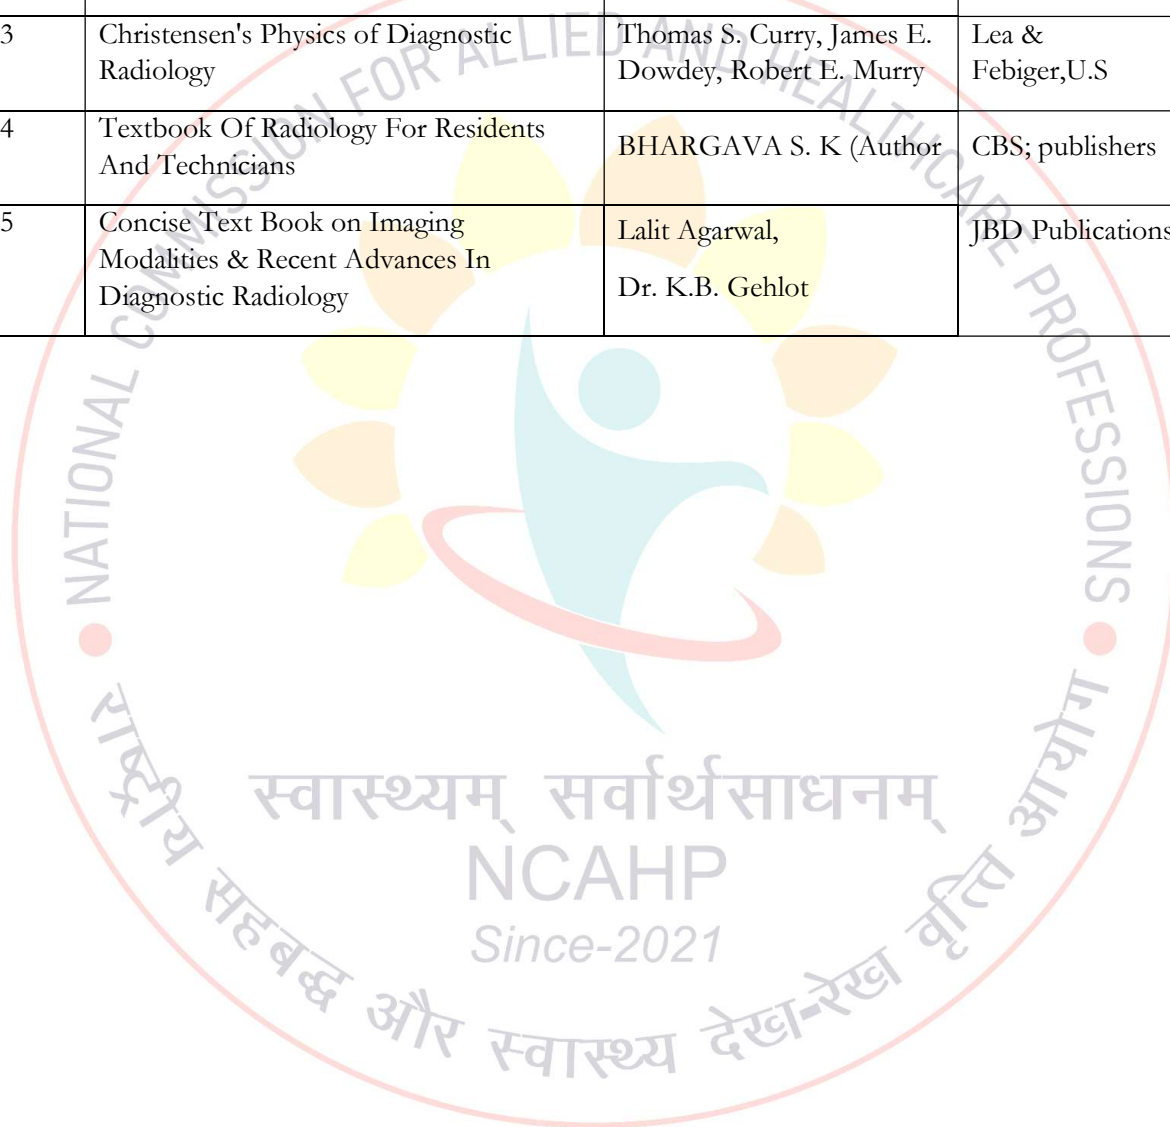 3 Christensen's Physics of Diagnostic Radiology Thomas S. Curry, James E. Dowdey, Robert E. Murry Lea & Febiger,U.S
4 Textbook Of Radiology For Residents And Technicians BHARGAVA S. K (Author CBS; publishers
5 Concise Text Book on Imaging Modalities & Recent Advances In Diagnostic Radiology Lalit Agarwal, Dr. K.B. Gehlot JBD Publications
NATIONAL COMMISSION FOR ALLIED AND HEALTHCARE PROFESSIONS
स्वास्थ्यम् सर्वार्थसाधनम्
NCAHP
Since-2021
राष्ट्रीय सहबद्ध और स्वास्थ्य देख-रेख वृत्ति आयोग